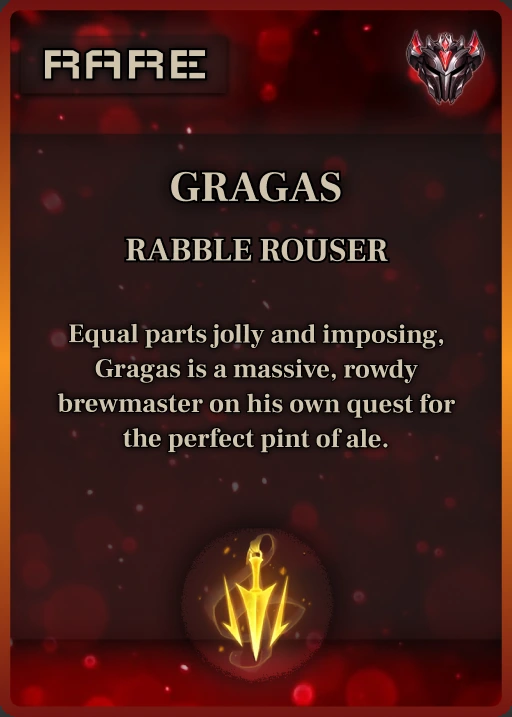 RARE
GRAGAS
RABBLE ROUSER
Equal parts jolly and imposing,
Gragas is a massive, rowdy
brewmaster on his own quest for
the perfect pint of ale.